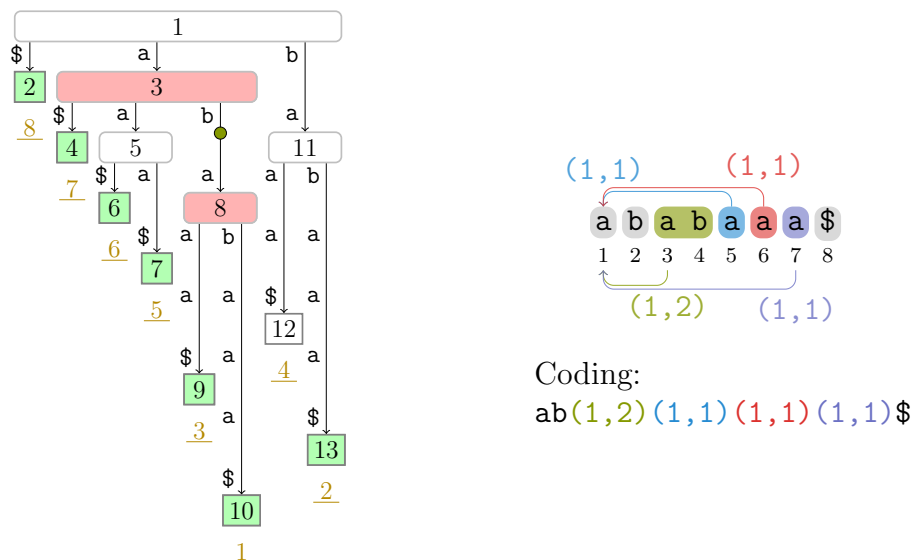 1
$ a b
2 3
8 $ a b a
4 5 11
7 $ a a a b
6 8
6 $ a b a a
7
5 a a $ a
12
$ a 4 a
9
3 a $
13
$ 2
10
1
(1,1) (1,1)
a b a b a a a $
1 2 3 4 5 6 7 8
(1,2) (1,1)
Coding:
ab(1,2)(1,1)(1,1)(1,1)$